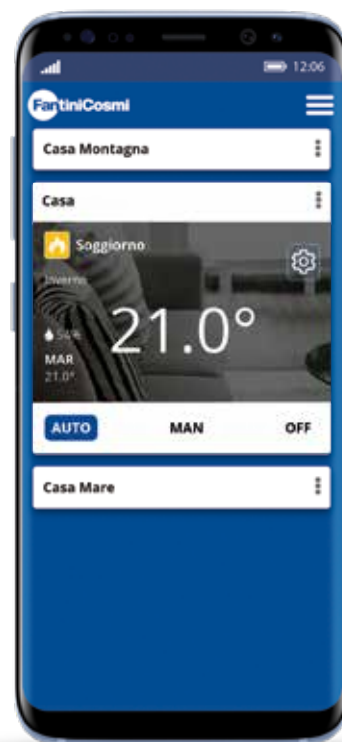 12:06
FantiniCosmi
Casa Montagna
Casa
Soggiorno
Inverno
21.0°
54%
MAR
21.0°
AUTO MAN OFF
Casa Mare